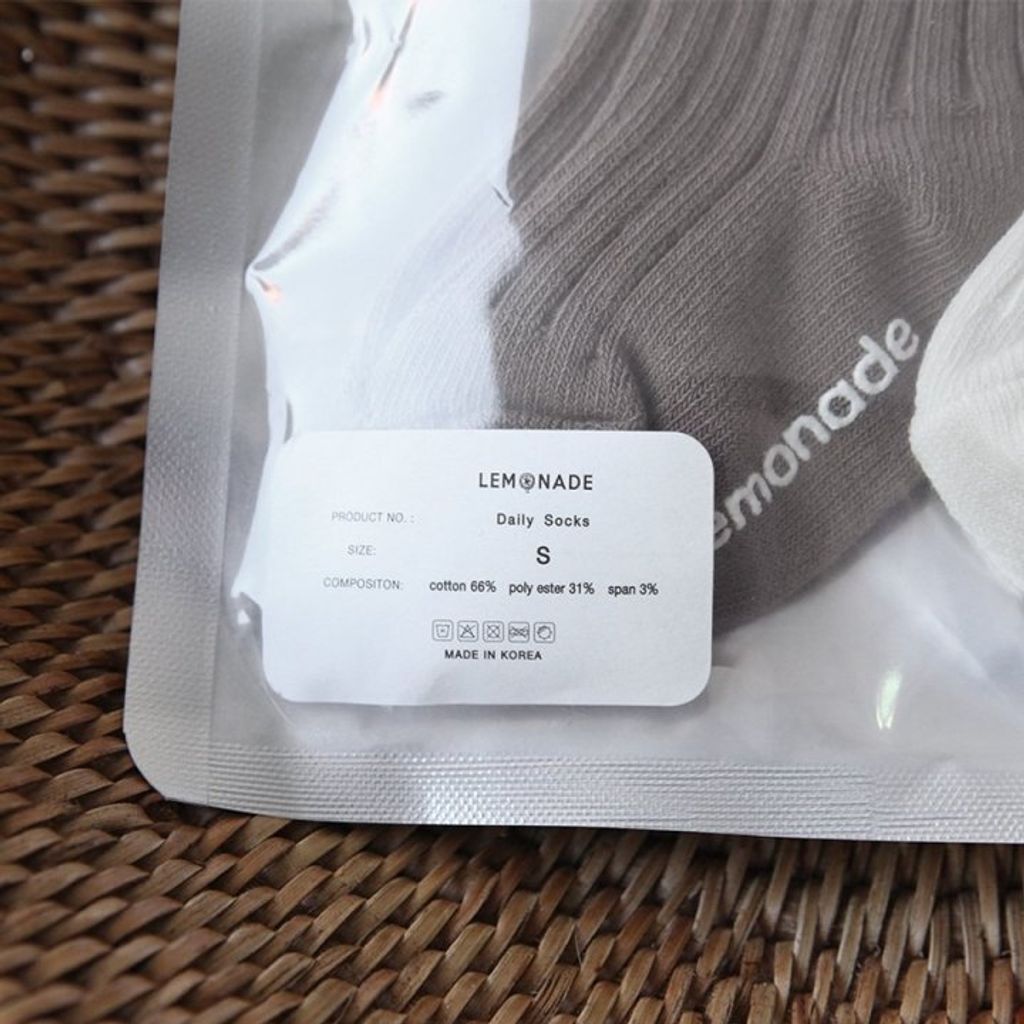 LEMONADE
PRODUCT NO. : Daily Socks
SIZE: S
COMPOSITON: cotton 66% poly ester 31% span 3%
MADE IN KOREA
emonade